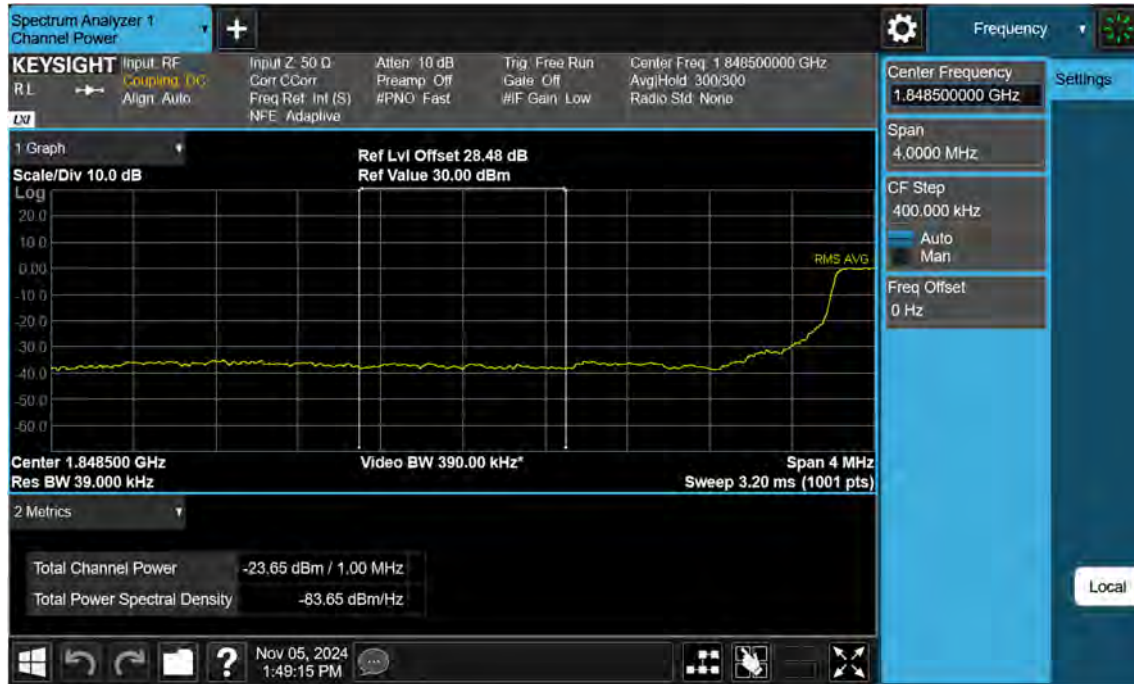 Spectrum Analyzer 1
Channel Power
+
Frequency
KEYSIGHT
RL
LXI
Input: RF
Coupling: DC
Align: Auto
Input Z: 50 Ω
Corr CCorr
Freq Ref: Int (S)
NFE: Adaptive
Atten: 10 dB
Preamp: Off
#PNO: Fast
Trig: Free Run
Gate: Off
#IF Gain: Low
Center Freq: 1.848500000 GHz
Avg|Hold: 300/300
Radio Std: None
Center Frequency
1.848500000 GHz
Settings
Span
4.0000 MHz
CF Step
400.000 kHz
Auto
Man
Freq Offset
0 Hz
1 Graph
Scale/Div 10.0 dB
Ref Lvl Offset 28.48 dB
Ref Value 30.00 dBm
Log
20.0
10.0
0.00
-10.0
-20.0
-30.0
-40.0
-50.0
-60.0
RMS AVG
Center 1.848500 GHz
Video BW 390.00 kHz*
Span 4 MHz
Res BW 39.000 kHz
Sweep 3.20 ms (1001 pts)
2 Metrics
Total Channel Power
-23.65 dBm / 1.00 MHz
Total Power Spectral Density
-83.65 dBm/Hz
Local
?
Nov 05, 2024
1:49:15 PM